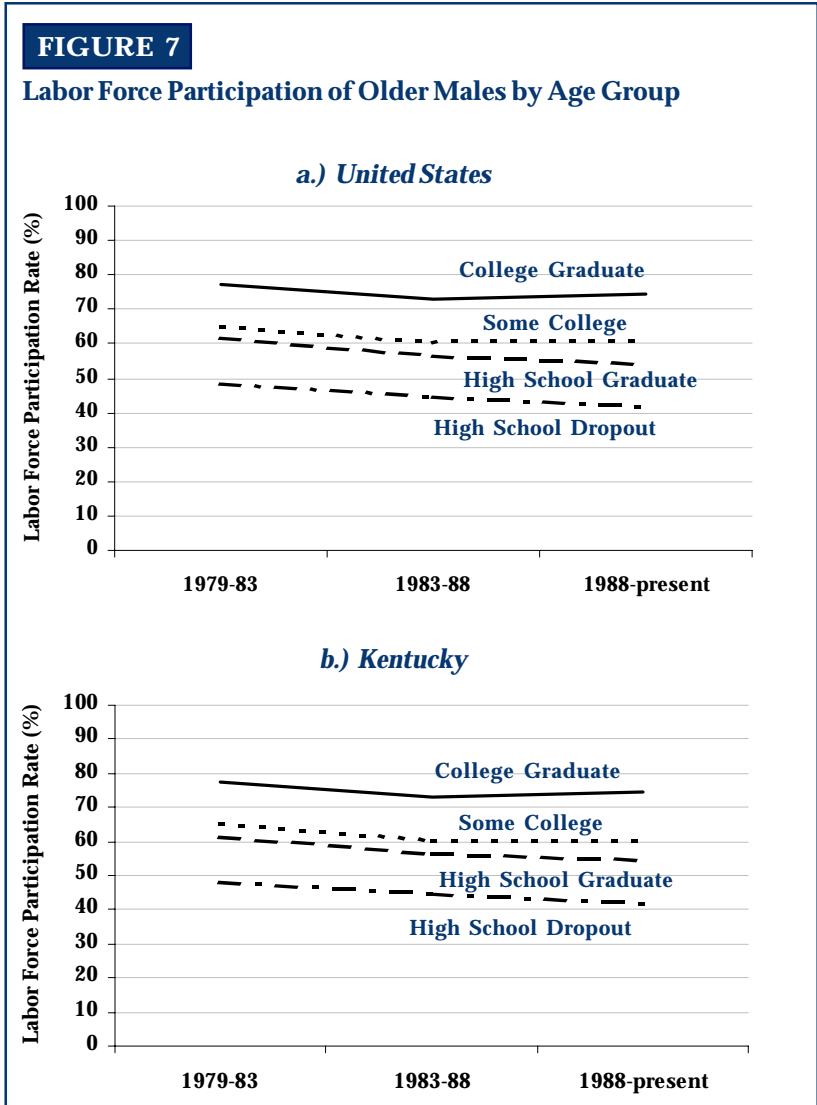 FIGURE 7
Labor Force Participation of Older Males by Age Group
a.) United States
Labor Force Participation Rate (%)
100
90
80
70
60
50
40
30
20
10
0
College Graduate
Some College
High School Graduate
High School Dropout
1979-83 1983-88 1988-present
b.) Kentucky
Labor Force Participation Rate (%)
100
90
80
70
60
50
40
30
20
10
0
College Graduate
Some College
High School Graduate
High School Dropout
1979-83 1983-88 1988-present